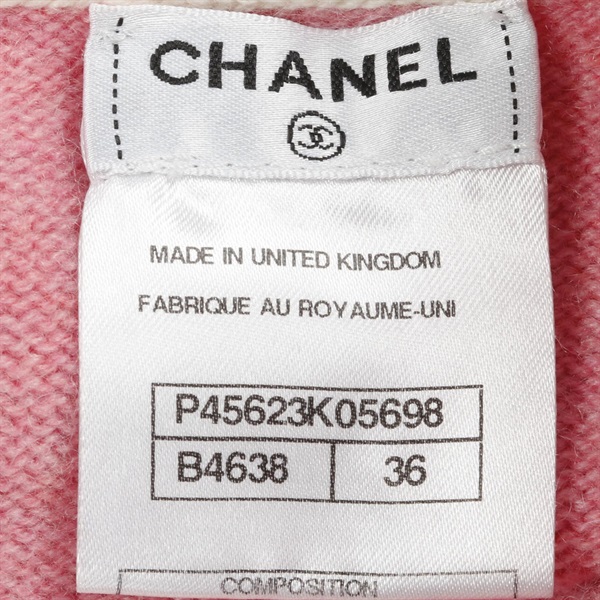 CHANEL
MADE IN UNITED KINGDOM
FABRIQUE AU ROYAUME-UNI
P45623K05698
B4638 36
COMPOSITION